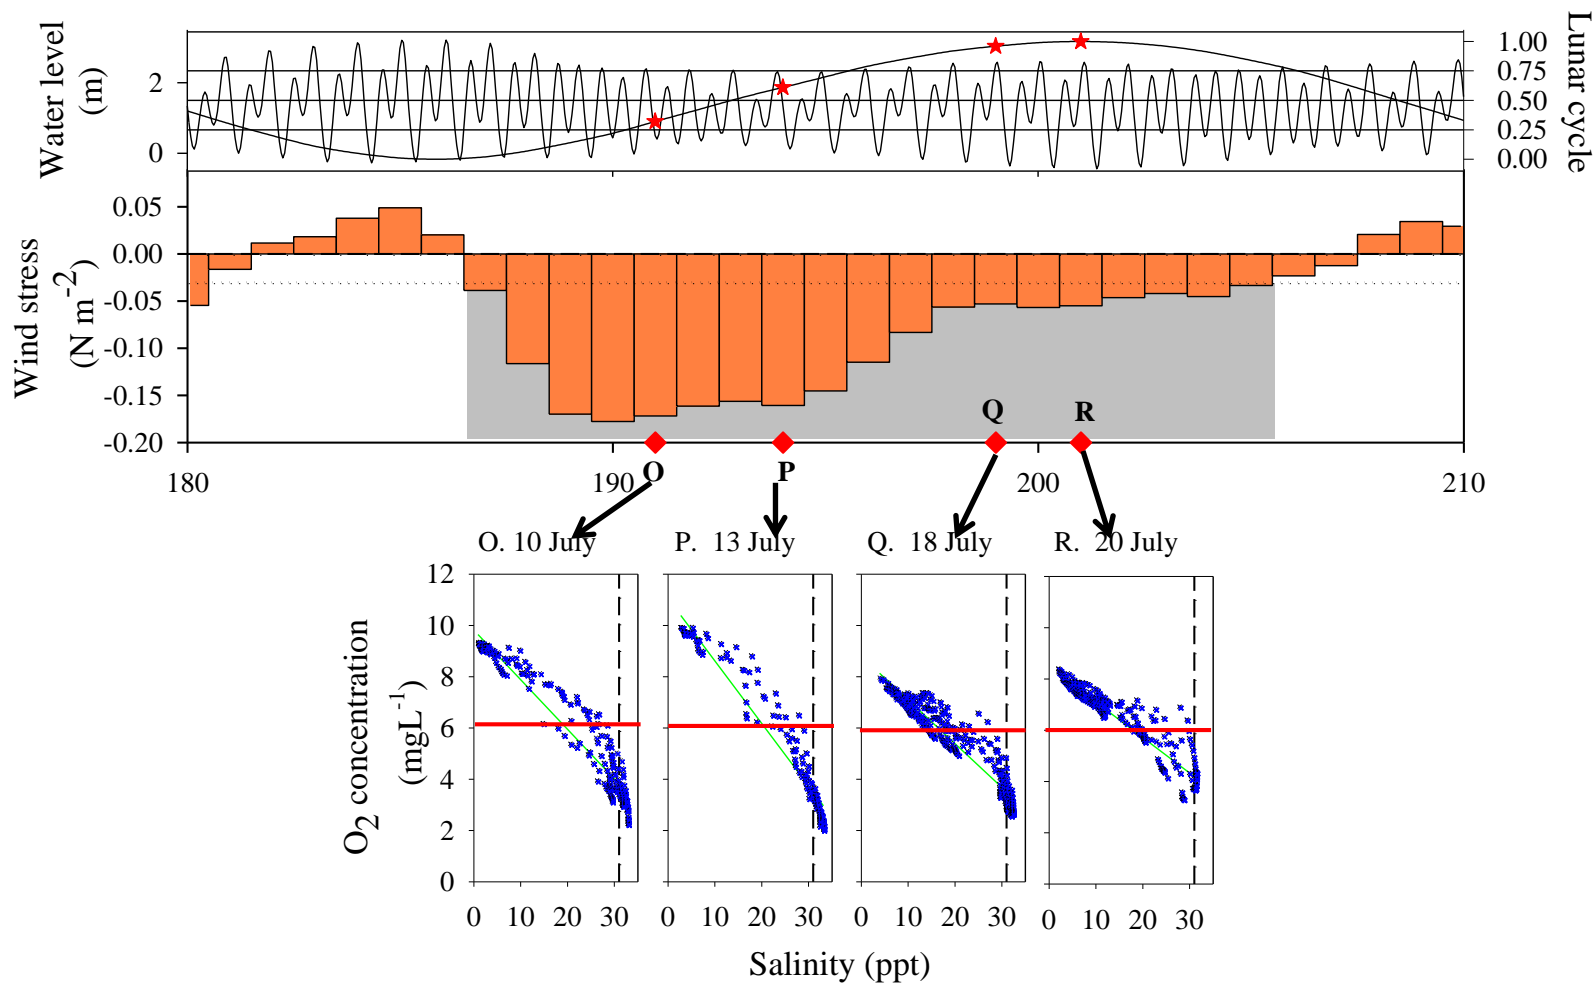 Water level
(m)
2
0
1.00
0.75
0.50
0.25
0.00
Lunar cycle
Wind stress
(N m-2)
0.05
0.00
-0.05
-0.10
-0.15
-0.20
Q R
180 190 O P 200 210
O. 10 July P. 13 July Q. 18 July R. 20 July
O2 concentration
(mgL-1)
12
10
8
6
4
2
0
0 10 20 30 0 10 20 30 0 10 20 30 0 10 20 30
Salinity (ppt)